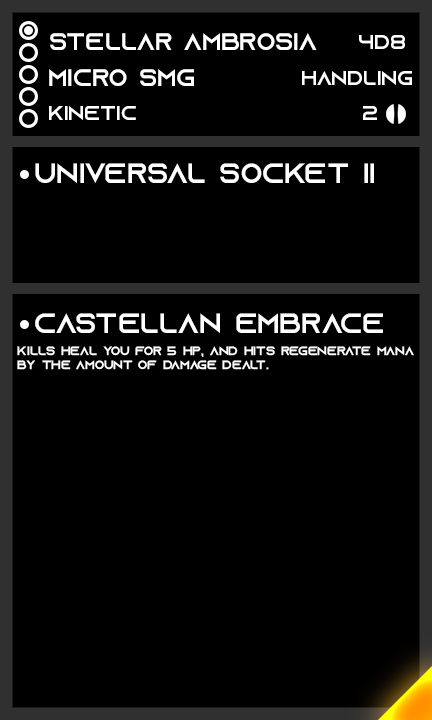 STELLAR AMBROSIA 4D8
MICRO SMG HANDLING
KINETIC 2
•UNIVERSAL SOCKET II
•CASTELLAN EMBRACE
KILLS HEAL YOU FOR 5 HP, AND HITS REGENERATE MANA
BY THE AMOUNT OF DAMAGE DEALT.